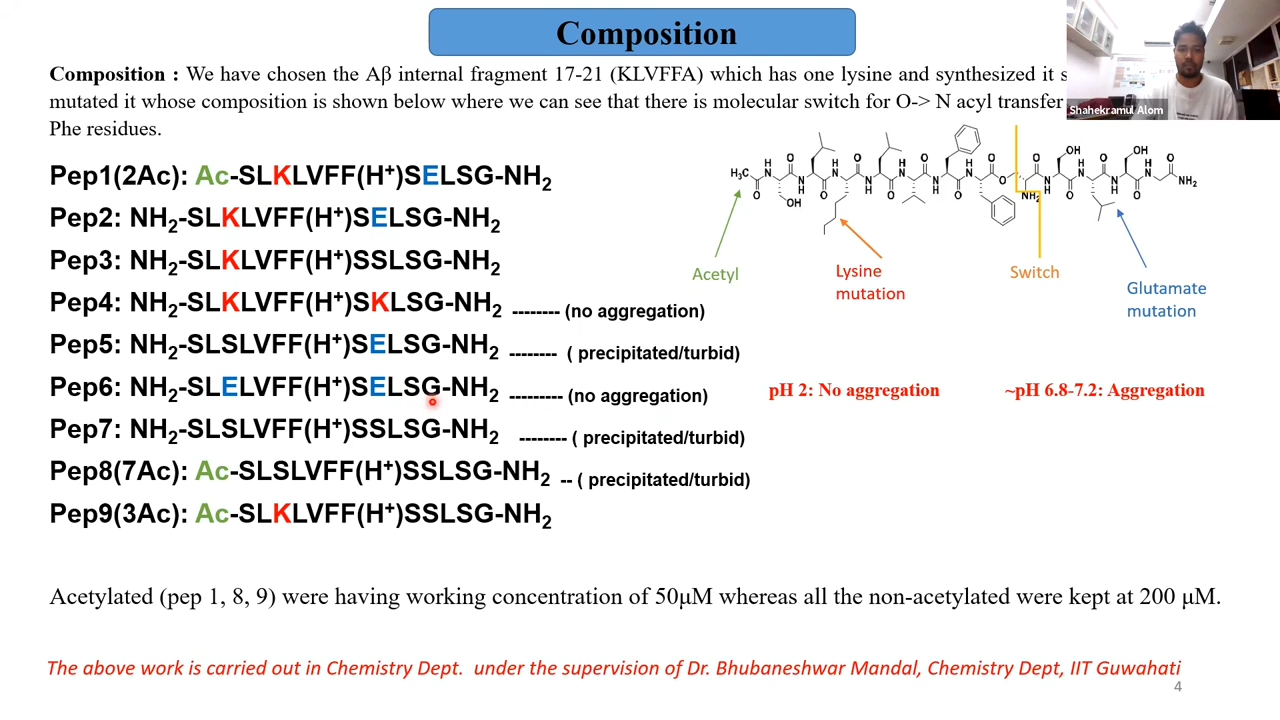 Composition
Composition : We have chosen the Aβ internal fragment 17-21 (KLVFFA) which has one lysine and synthesized it s
mutated it whose composition is shown below where we can see that there is molecular switch for O-> N acyl transfer
Phe residues.
Shahekramul Alom
Pep1(2Ac): Ac-SLKLVFF(H⁺)SELSG-NH₂
Pep2: NH₂-SLKLVFF(H⁺)SELSG-NH₂
Pep3: NH₂-SLKLVFF(H⁺)SSLSG-NH₂
Pep4: NH₂-SLKLVFF(H⁺)SKLSG-NH₂ -------- (no aggregation)
Pep5: NH₂-SLSLVFF(H⁺)SELSG-NH₂ -------- ( precipitated/turbid)
Pep6: NH₂-SLELVFF(H⁺)SELSG-NH₂ --------- (no aggregation)
Pep7: NH₂-SLSLVFF(H⁺)SSLSG-NH₂ -------- ( precipitated/turbid)
Pep8(7Ac): Ac-SLSLVFF(H⁺)SSLSG-NH₂ -- ( precipitated/turbid)
Pep9(3Ac): Ac-SLKLVFF(H⁺)SSLSG-NH₂
H₃C O H N O H N O H N O H N O H N O O NH₂ O OH H N O OH H N O NH₂
OH
Acetyl
Lysine
mutation
Switch
Glutamate
mutation
pH 2: No aggregation
~pH 6.8-7.2: Aggregation
Acetylated (pep 1, 8, 9) were having working concentration of 50μM whereas all the non-acetylated were kept at 200 μM.
The above work is carried out in Chemistry Dept. under the supervision of Dr. Bhubaneshwar Mandal, Chemistry Dept, IIT Guwahati
4